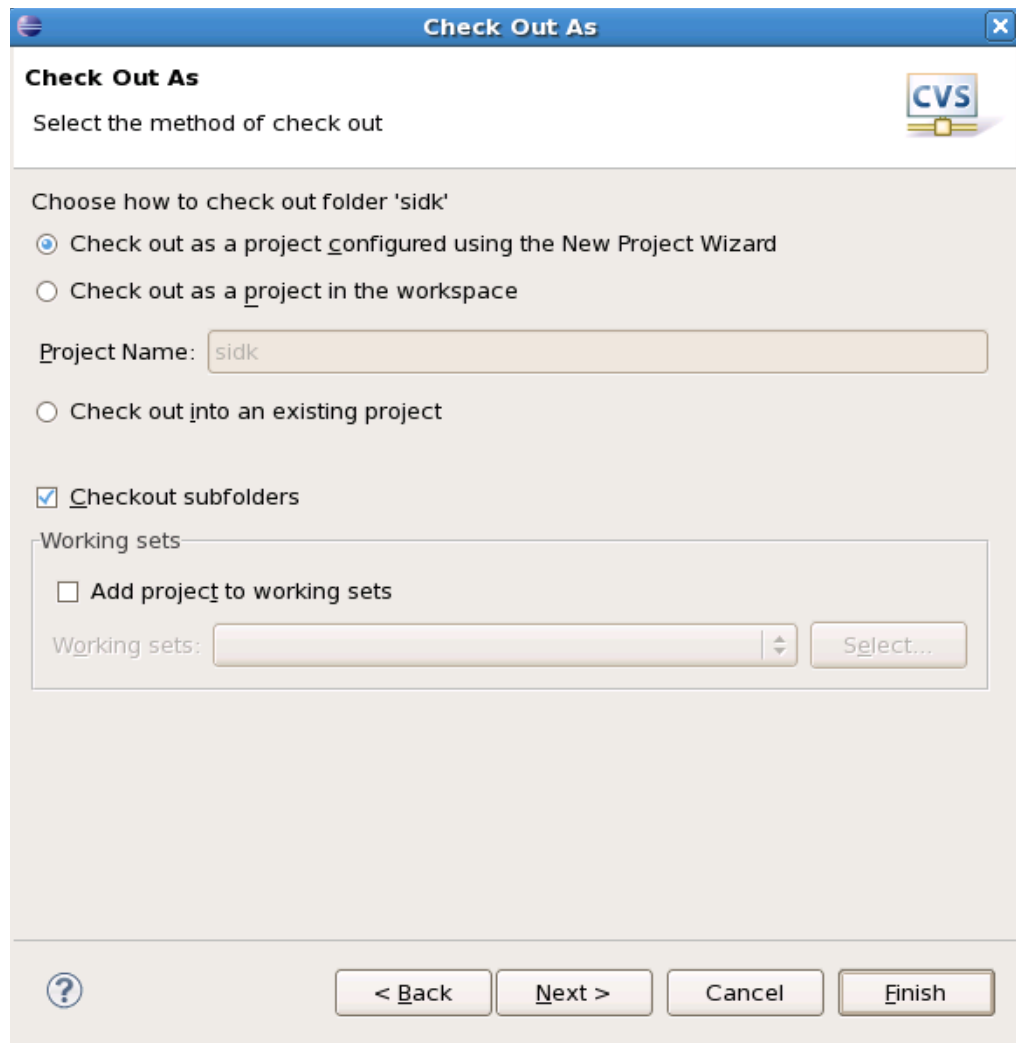 Check Out As
Check Out As
CVS
Select the method of check out
Choose how to check out folder 'sidk'
Check out as a project configured using the New Project Wizard
Check out as a project in the workspace
Project Name: sidk
Check out into an existing project
Checkout subfolders
Working sets
Add project to working sets
Working sets: Select...
? < Back Next > Cancel Finish